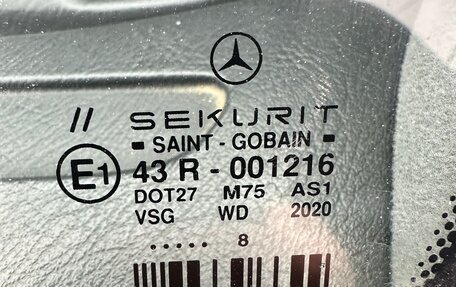 // SEKURIT
SAINT - GOBAIN
E1 43 R - 001216
DOT27 M75 AS1
VSG WD 2020
..... 8